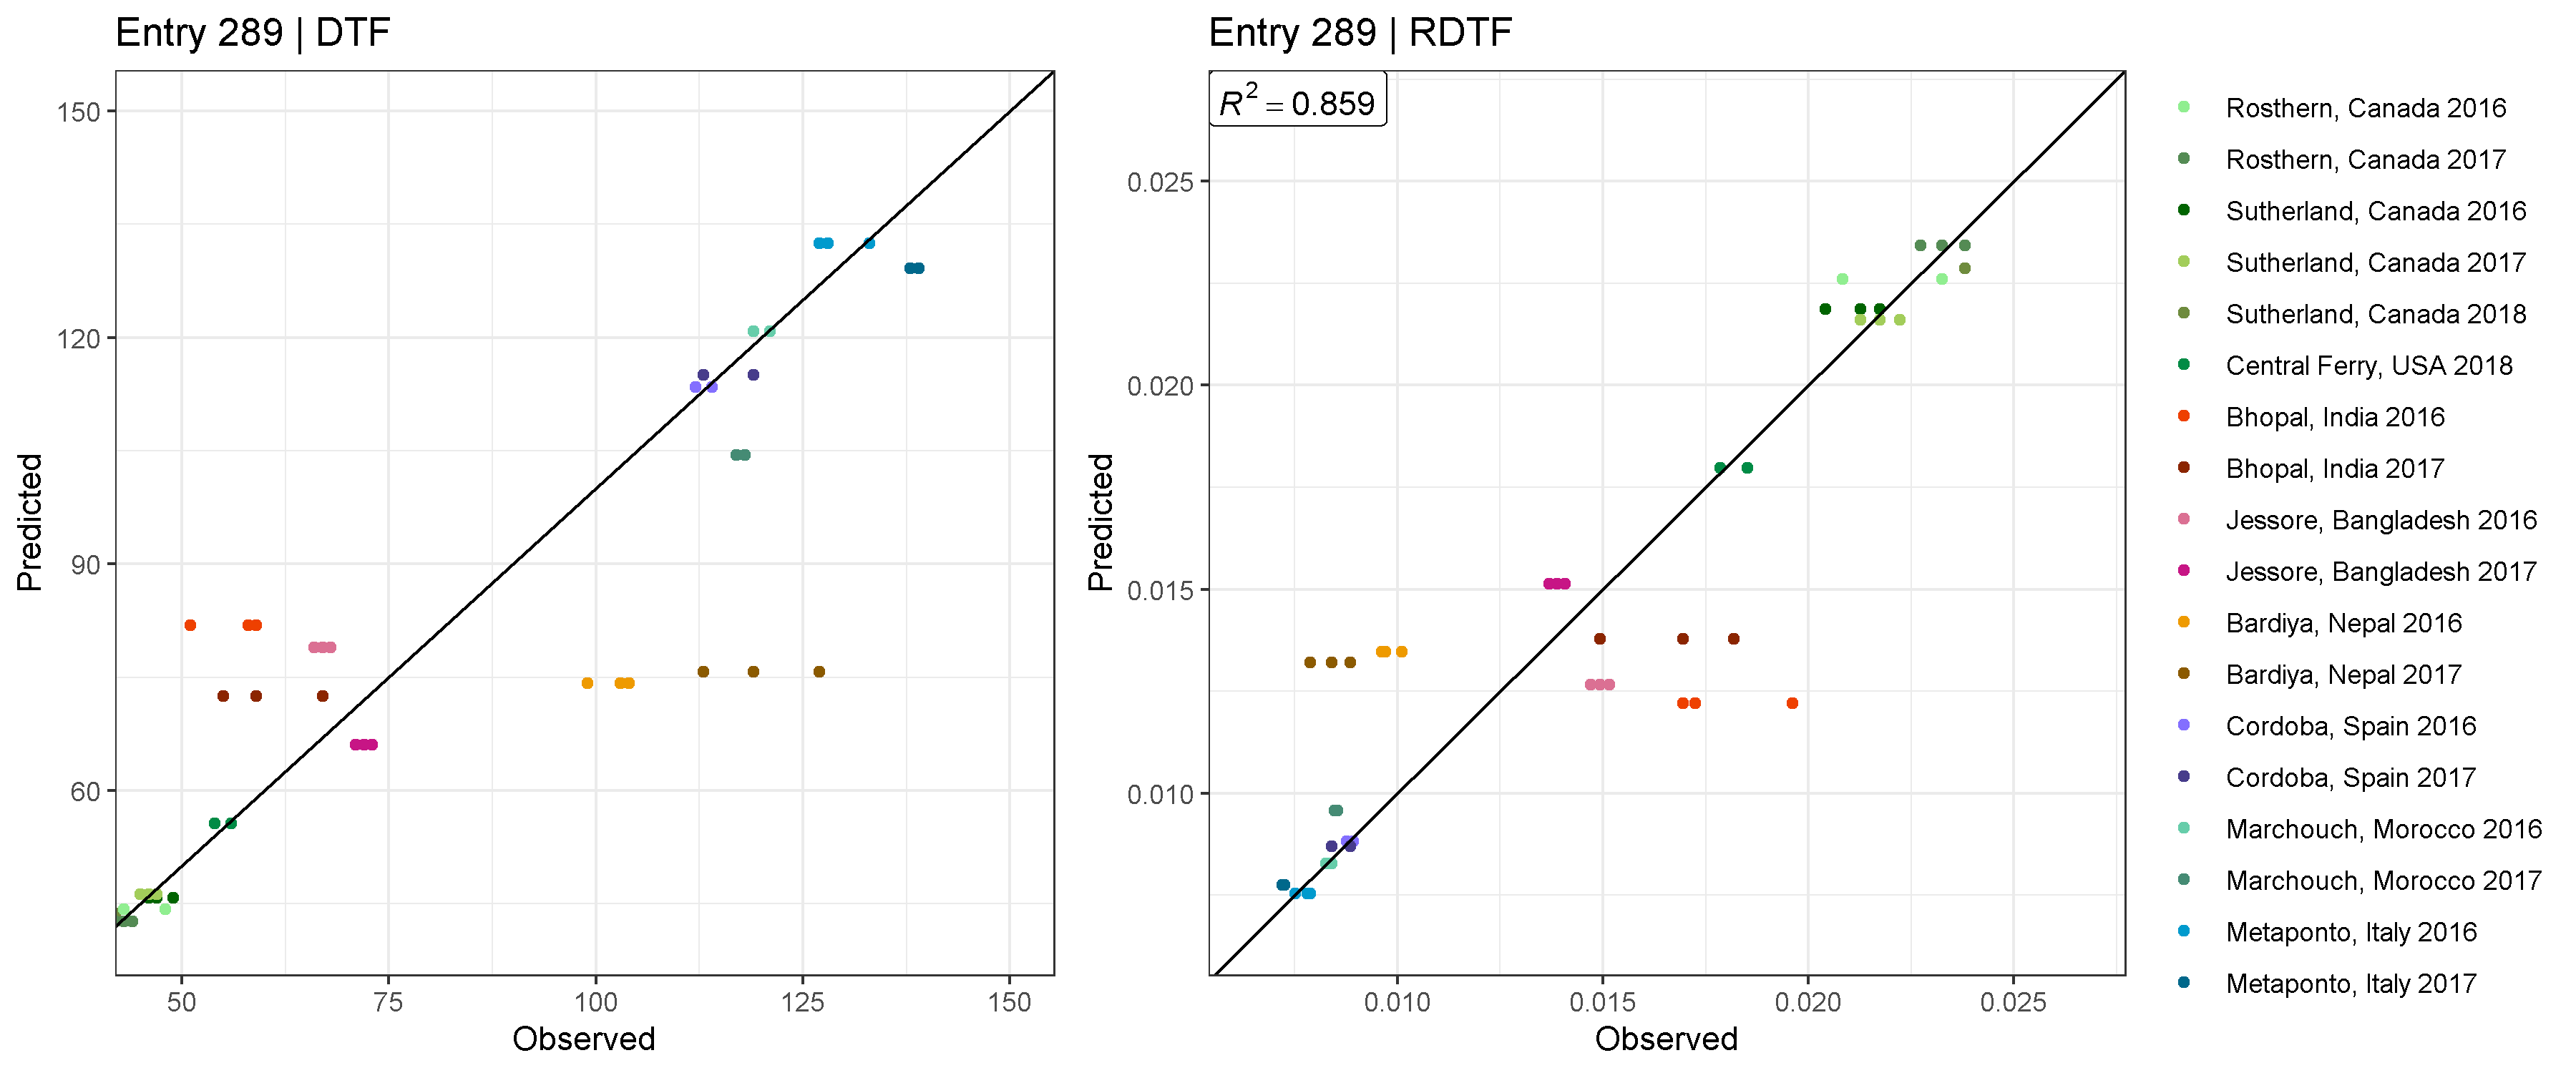 Entry 289 | DTF
150
120
90
60
Predicted
50
75
100
125
150
Observed
Entry 289 | RDTF
R² = 0.859
0.025
0.020
0.015
0.010
Predicted
0.010
0.015
0.020
0.025
Observed
Rosthern, Canada 2016
Rosthern, Canada 2017
Sutherland, Canada 2016
Sutherland, Canada 2017
Sutherland, Canada 2018
Central Ferry, USA 2018
Bhopal, India 2016
Bhopal, India 2017
Jessore, Bangladesh 2016
Jessore, Bangladesh 2017
Bardiya, Nepal 2016
Bardiya, Nepal 2017
Cordoba, Spain 2016
Cordoba, Spain 2017
Marchouch, Morocco 2016
Marchouch, Morocco 2017
Metaponto, Italy 2016
Metaponto, Italy 2017